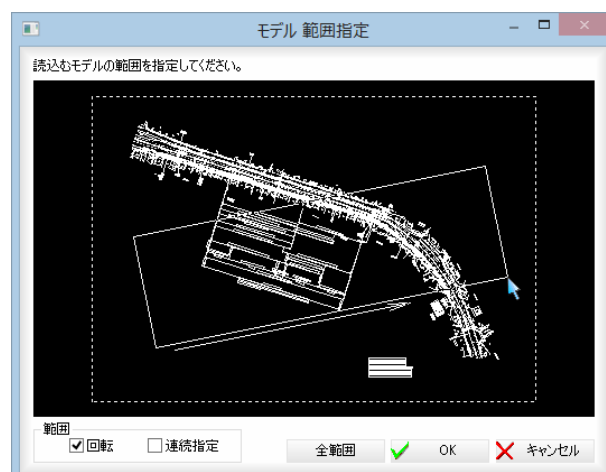 モデル 範囲指定
読込むモデルの範囲を指定してください。
範囲
回転
連続指定
全範囲
OK
キャンセル